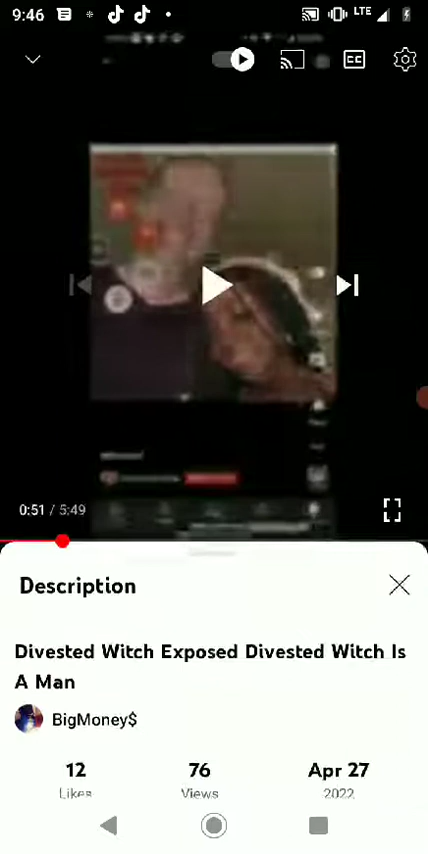 9:46
LTE
CC
0:51 / 5:49
Description
Divested Witch Exposed Divested Witch Is
A Man
BigMoney$
12 76 Apr 27
Likes Views 2022